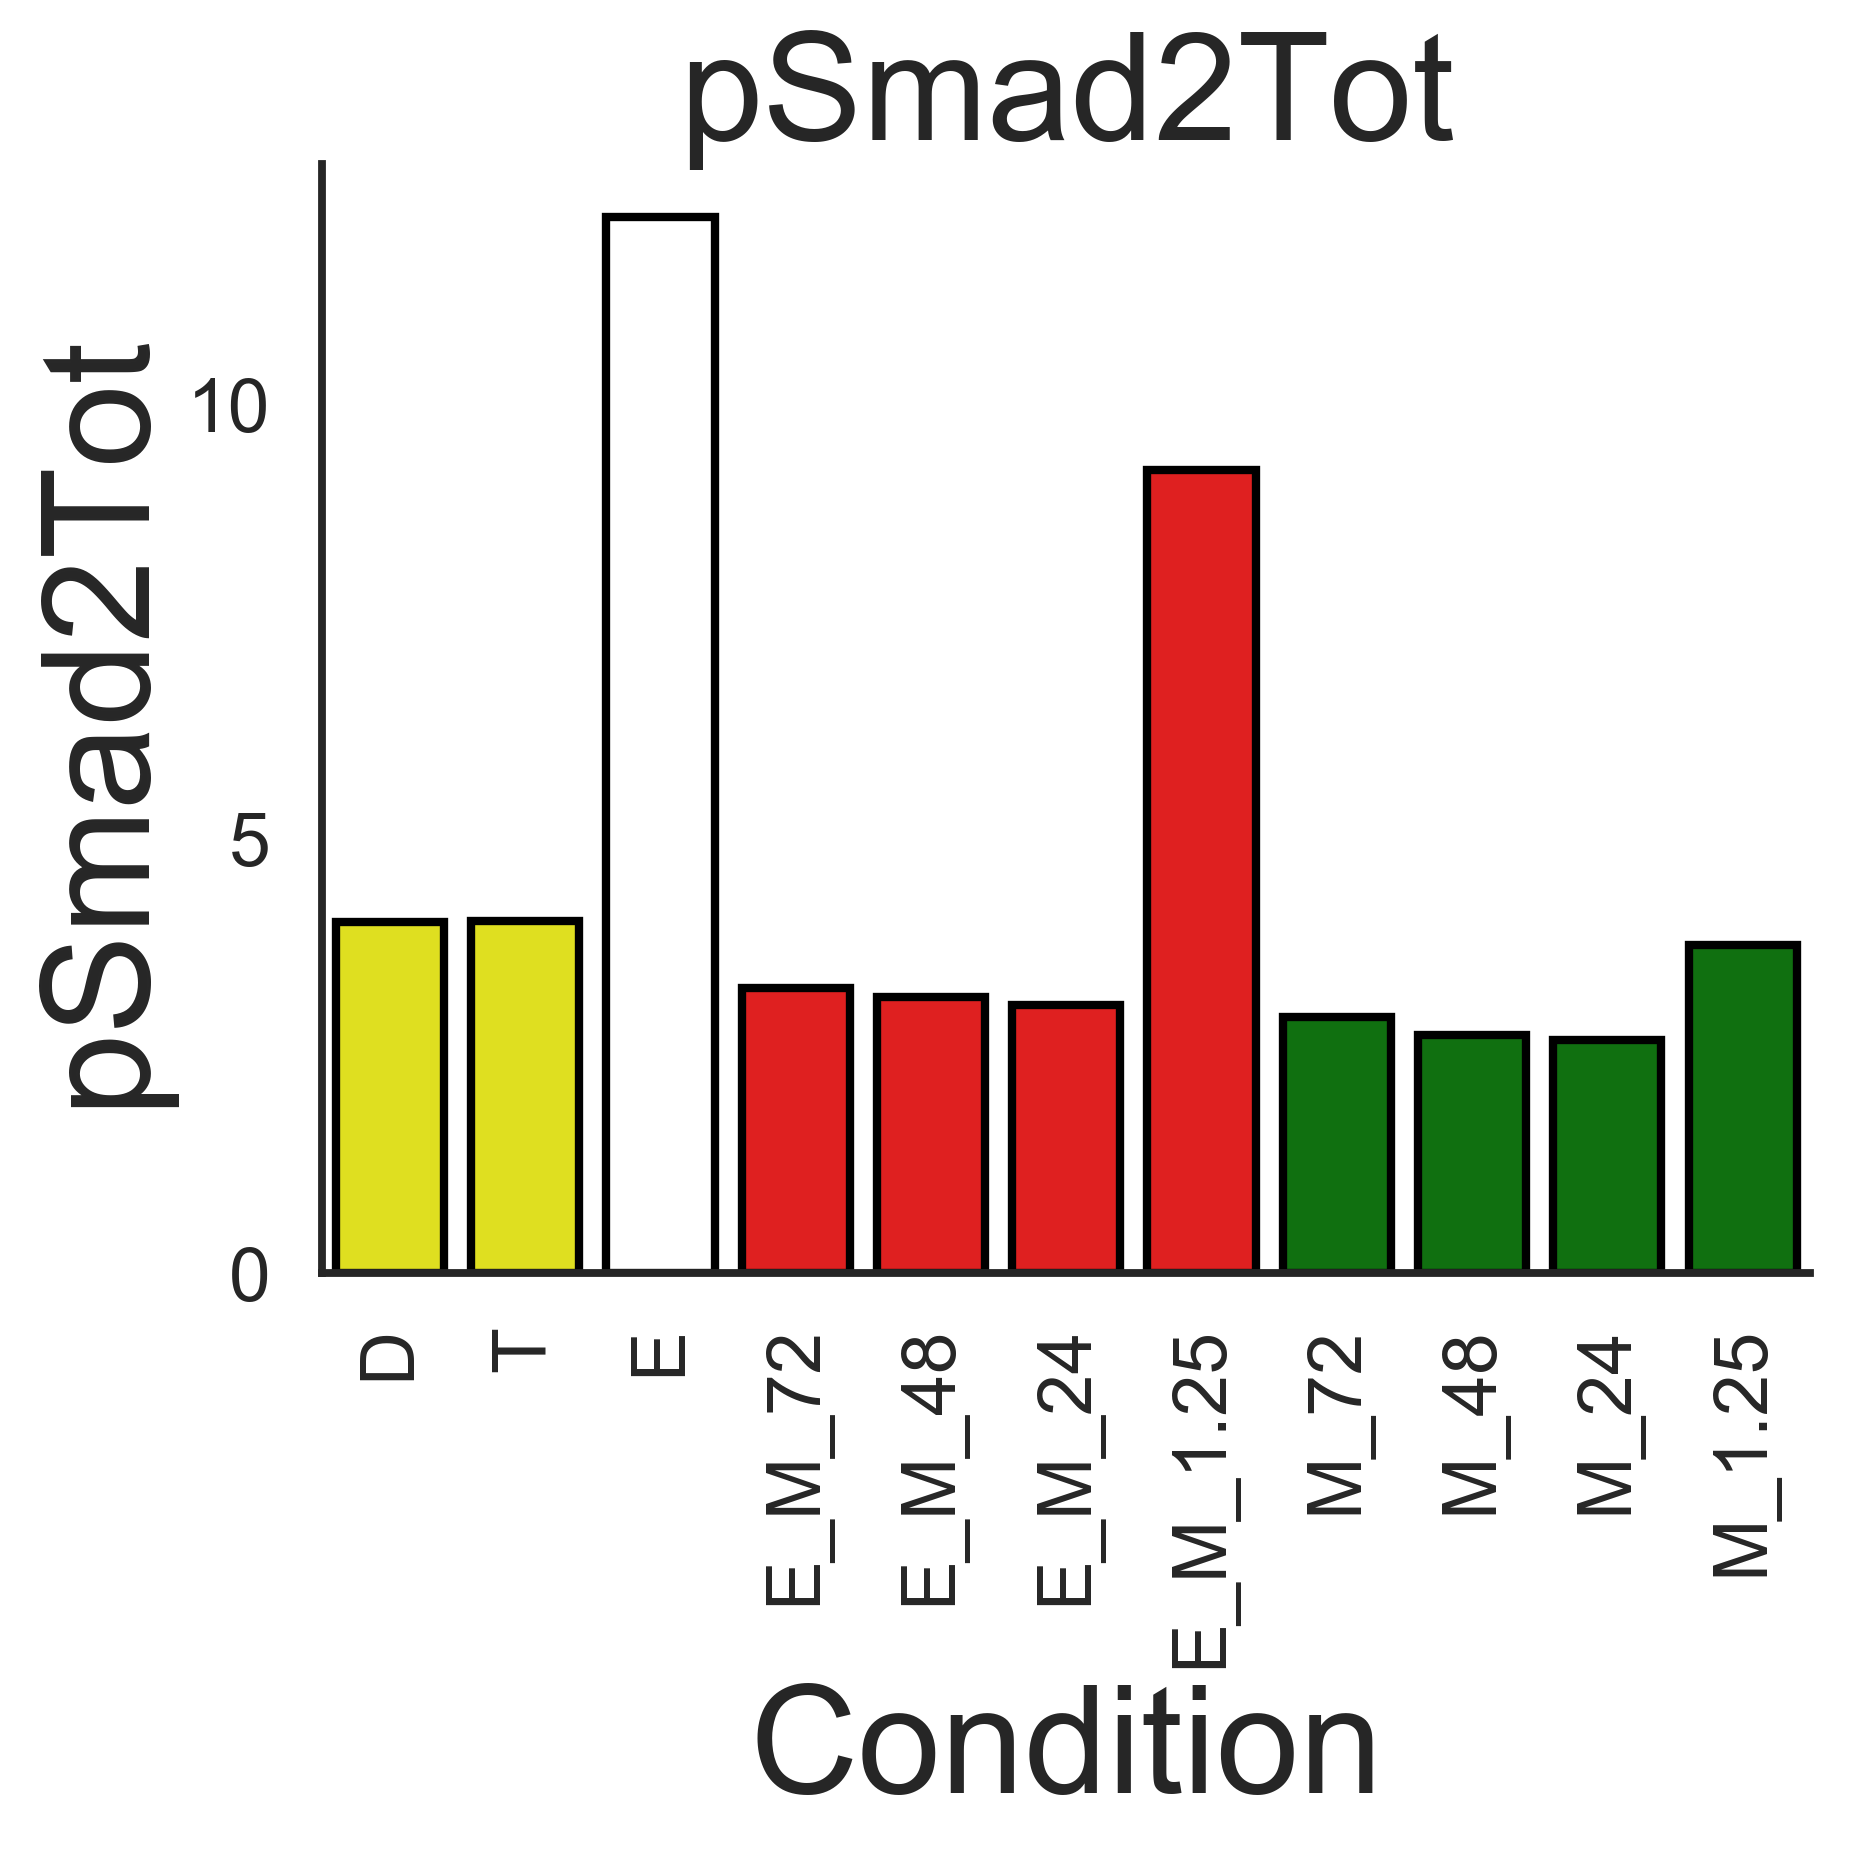 pSmad2Tot
pSmad2Tot
10
5
0
D
T
E
E_M_72
E_M_48
E_M_24
E_M_1.25
M_72
M_48
M_24
M_1.25
Condition